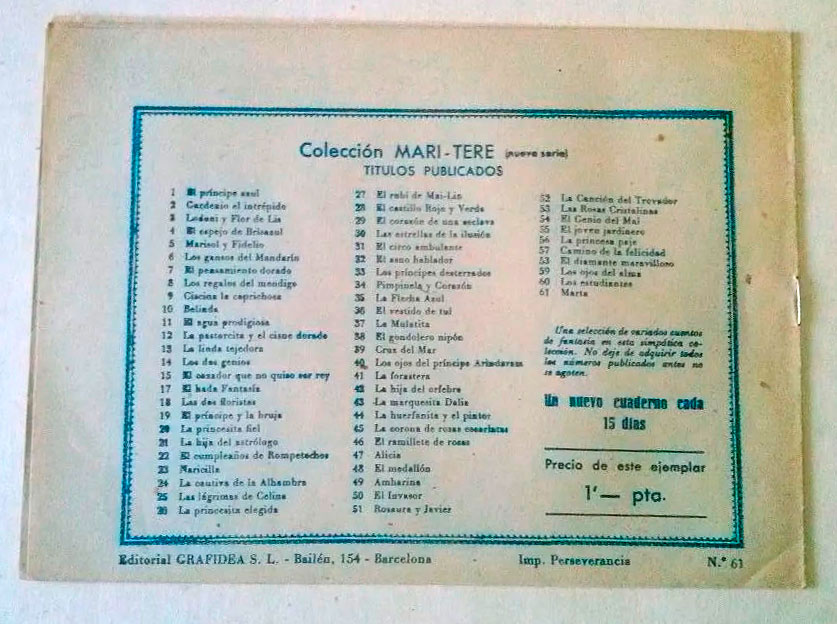 Colección MARI-TERE (nueva serie)
TITULOS PUBLICADOS
1 El príncipe azul
2 Gardenio el intrépido
3 Lodoni y Flor de Lis
4 El espejo de Brisazul
5 Marisol y Fidelio
6 Los gansos del Mandarín
7 El pensamiento dorado
8 Los regalos del mendigo
9 Ciscina la caprichosa
10 Belinda
11 El agua prodigiosa
12 La pastorcita y el cisne dorado
13 La linda tejedora
14 Los dos genios
15 El cazador que no quiso ser rey
17 El hada Fantasía
18 Las dos floristas
19 El príncipe y la bruja
20 La princesita fiel
21 La hija del astrólogo
22 El cumpleaños de Rompetechos
23 Naricilla
24 La cautiva de la Alhambra
25 Las lágrimas de Celina
26 La princesita elegida
27 El rubí de Mai-Lin
28 El castillo Rojo y Verde
29 El corazón de una esclava
30 Las estrellas de la ilusión
31 El circo ambulante
32 El asno hablador
33 Los príncipes desterrados
34 Pimpinela y Corazón
35 La Flecha Azul
36 El vestido de tul
37 La Mulatita
38 El gondolero nipón
39 Cruz del Mar
40 Los ojos del príncipe
41 La forastera
42 La hija del orfebre
43 La marquesita Dalia
44 La huerfanita y el pintor
45 La corona de rosas escarlatas
46 El ramillete de rosas
47 Alicia
48 El medallón
49 Ambarina
50 El Invasor
51 Rosaura y Javier
52 La Canción del Trovador
53 Las Rosas Cristalinas
54 El Genio del Mal
55 El joven jardinero
56 La princesa paje
57 Camino de la felicidad
58 El diamante maravilloso
59 Los ojos del alma
60 Los estudiantes
61 Marta
Una selección de variados cuentos
de fantasía en esta simpática co-
lección. No deje de adquirir todos
los números publicados antes no
se agoten.
Un nuevo cuaderno cada
15 días
Precio de este ejemplar
1'— pta.
Editorial GRAFIDEA S. L. - Bailén, 154 - Barcelona
Imp. Perseverancia
N.º 61